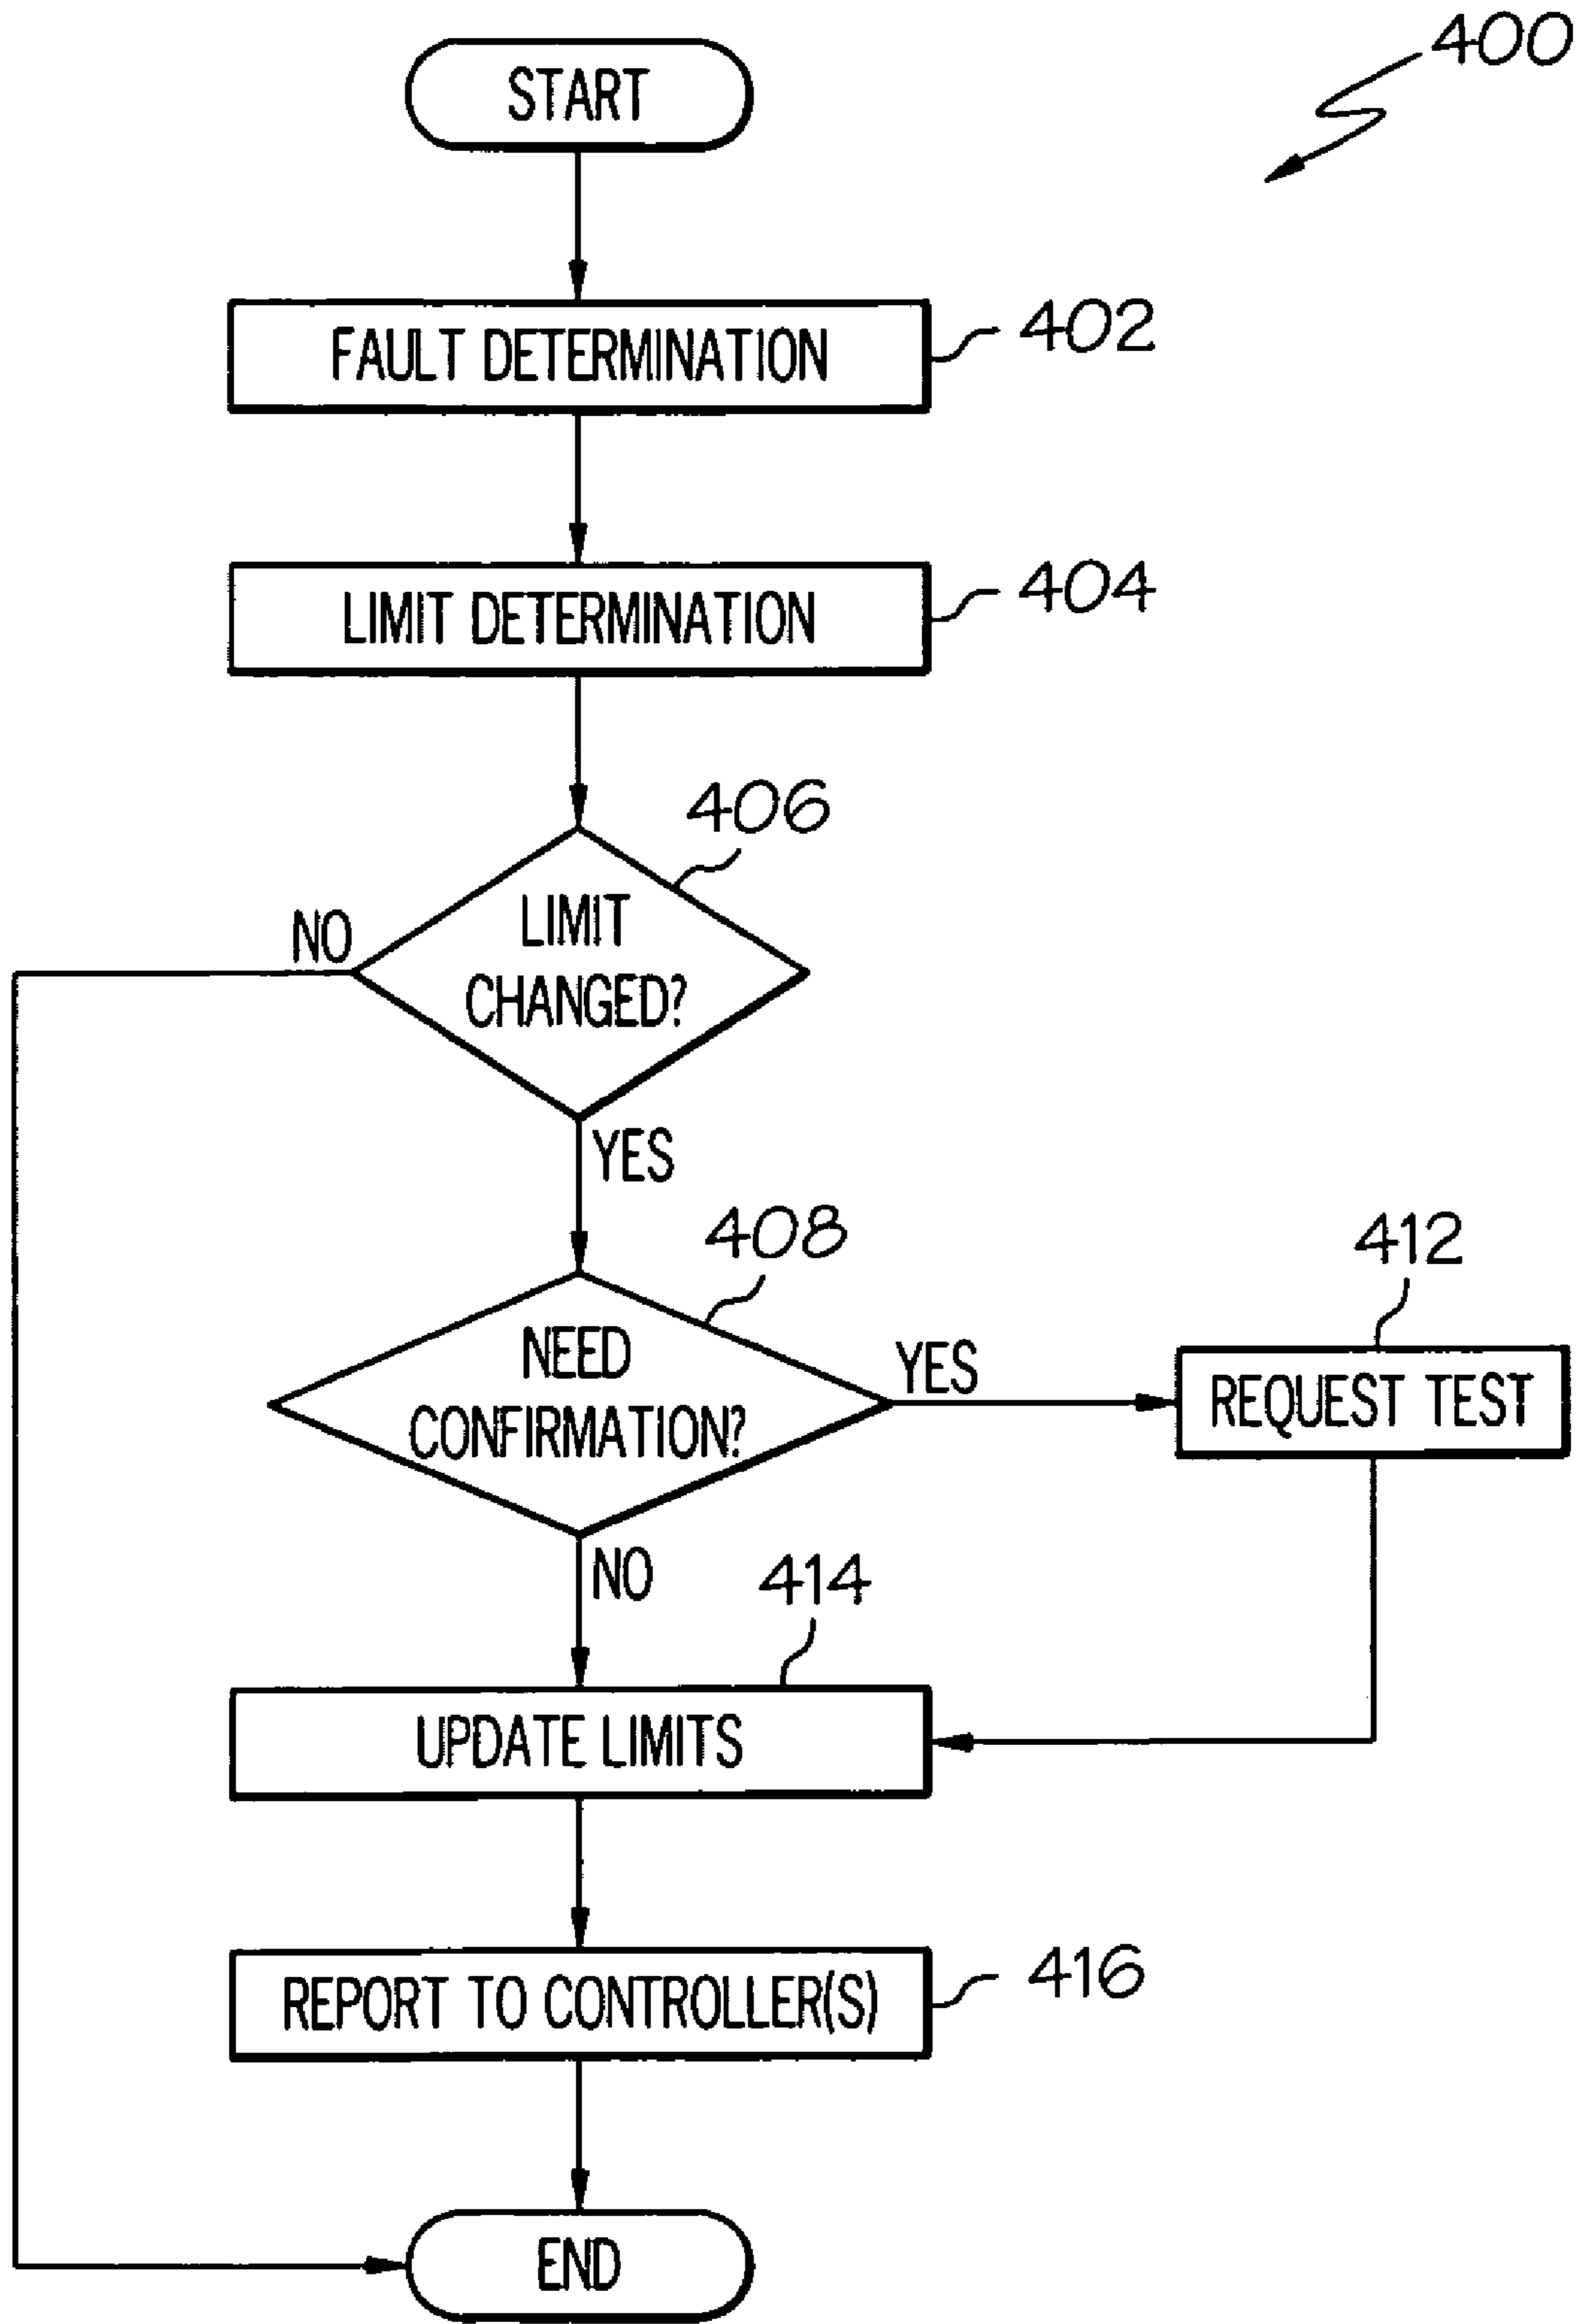 400
START
FAULT DETERMINATION
402
LIMIT DETERMINATION
404
406
LIMIT
CHANGED?
NO
YES
408
NEED
CONFIRMATION?
YES
412
REQUEST TEST
NO
414
UPDATE LIMITS
REPORT TO CONTROLLER(S)
416
END